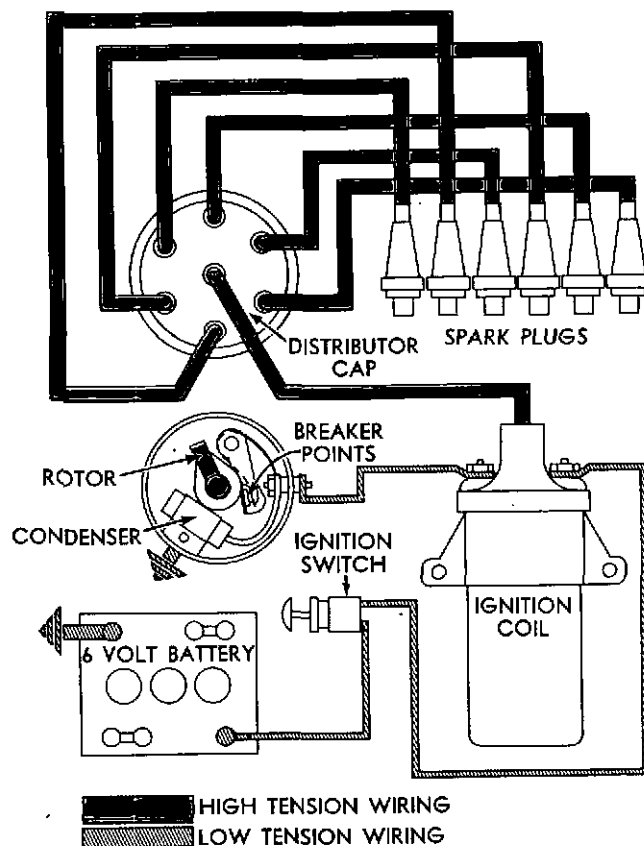 DISTRIBUTOR
CAP
SPARK PLUGS
BREAKER
POINTS
ROTOR
CONDENSER
IGNITION
SWITCH
IGNITION
COIL
6 VOLT BATTERY
HIGH TENSION WIRING
LOW TENSION WIRING